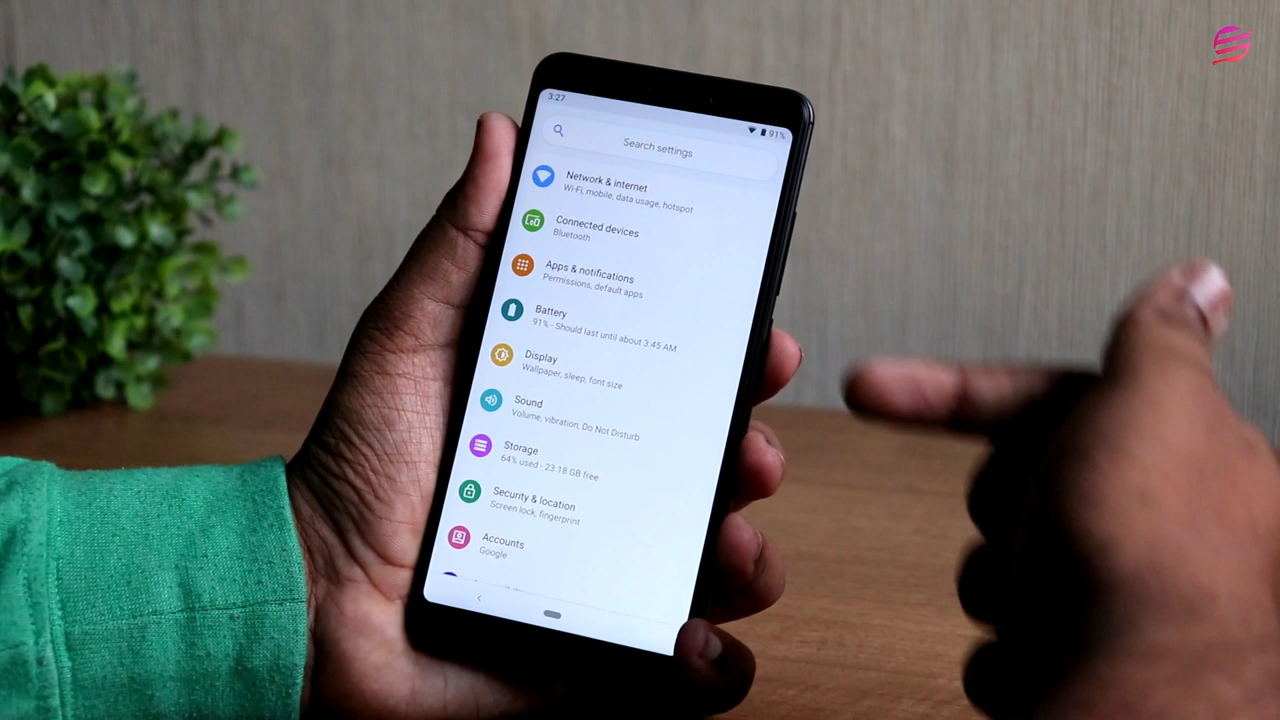 3:27
91%
Search settings
Network & internet
Wi-Fi, mobile, data usage, hotspot
Connected devices
Bluetooth
Apps & notifications
Permissions, default apps
Battery
91% - Should last until about 3:45 AM
Display
Wallpaper, sleep, font size
Sound
Volume, vibration, Do Not Disturb
Storage
64% used - 23.18 GB free
Security & location
Screen lock, fingerprint
Accounts
Google